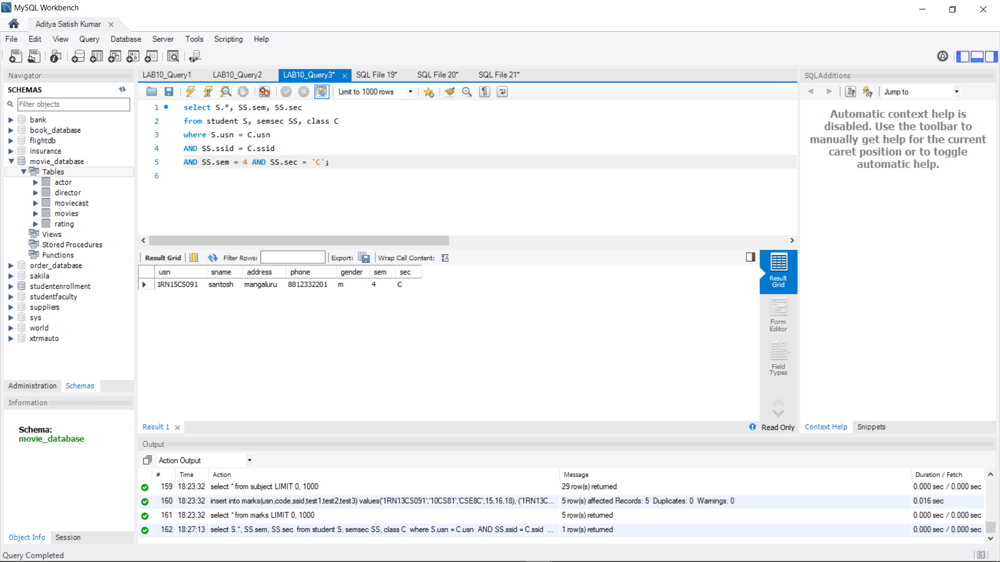 MySQL Workbench
Aditya Satish Kumar
File Edit View Query Database Server Tools Scripting Help
Navigator
SCHEMAS
Filter objects
bank
book_database
flightdb
insurance
movie_database
Tables
actor
director
moviecast
movies
rating
Views
Stored Procedures
Functions
order_database
sakila
studentenrollment
studentfaculty
suppliers
sys
world
xtrmauto
Administration Schemas
Information
Schema:
movie_database
Object Info Session
Query Completed
LAB10_Query1 LAB10_Query2 LAB10_Query3* SQL File 19* SQL File 20* SQL File 21*
Limit to 1000 rows
1 select S.*, SS.sem, SS.sec
2 from student S, semsec SS, class C
3 where S.usn = C.usn
4 AND SS.ssid = C.ssid
5 AND SS.sem = 4 AND SS.sec = 'C';
6
Result Grid Filter Rows: Export: Wrap Cell Content:
usn sname address phone gender sem sec
1RN15CS091 santosh mangaluru 8812332201 m 4 C
Result Grid
Form Editor
Field Types
Result 1
Read Only
SQLAdditions
Jump to
Automatic context help is
disabled. Use the toolbar to
manually get help for the current
caret position or to toggle
automatic help.
Context Help Snippets
Output
Action Output
# Time Action Message Duration / Fetch
159 18:23:32 select * from subject LIMIT 0, 1000 29 row(s) returned 0.000 sec / 0.000 sec
160 18:23:32 insert into marks(usn,code,ssid,test1,test2,test3) values('1RN13CS091','10CS81','CSE8C',15,16,18), ('1RN13C... 5 row(s) affected Records: 5 Duplicates: 0 Warnings: 0 0.016 sec
161 18:23:32 select * from marks LIMIT 0, 1000 5 row(s) returned 0.000 sec / 0.000 sec
162 18:27:13 select S.*, SS.sem, SS.sec from student S, semsec SS, class C where S.usn = C.usn AND SS.ssid = C.ssid ... 1 row(s) returned 0.000 sec / 0.000 sec